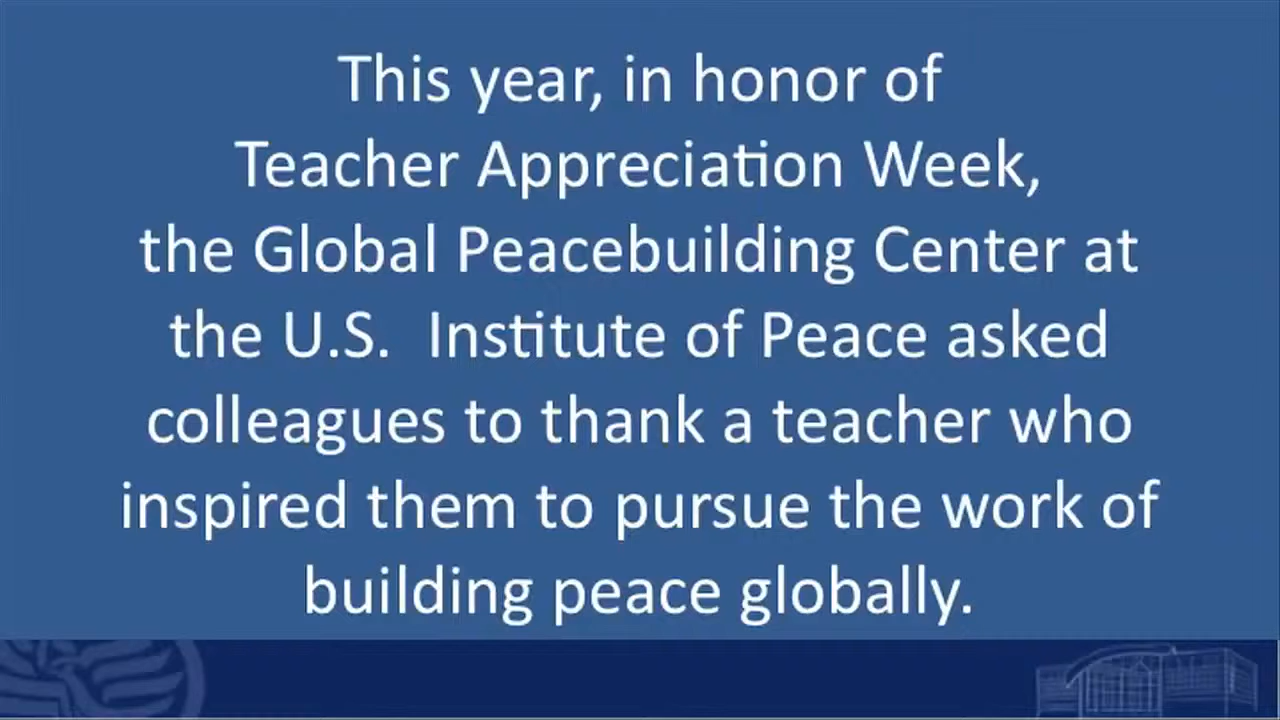 This year, in honor of
Teacher Appreciation Week,
the Global Peacebuilding Center at
the U.S.  Institute of Peace asked
colleagues to thank a teacher who
inspired them to pursue the work of
building peace globally.